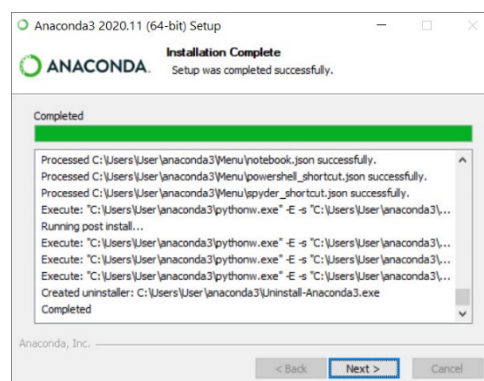 Anaconda3 2020.11 (64-bit) Setup
ANACONDA.
Installation Complete
Setup was completed successfully.
Completed
Processed C:\Users\User\anaconda3\Menu\notebook.json successfully.
Processed C:\Users\User\anaconda3\Menu\powershell_shortcut.json successfully.
Processed C:\Users\User\anaconda3\Menu\spyder_shortcut.json successfully.
Execute: "C:\Users\User\anaconda3\pythonw.exe" -E -s "C:\Users\User\anaconda3\...
Running post install...
Execute: "C:\Users\User\anaconda3\pythonw.exe" -E -s "C:\Users\User\anaconda3\...
Execute: "C:\Users\User\anaconda3\pythonw.exe" -E -s "C:\Users\User\anaconda3\...
Execute: "C:\Users\User\anaconda3\pythonw.exe" -E -s "C:\Users\User\anaconda3\...
Created uninstaller: C:\Users\User\anaconda3\Uninstall-Anaconda3.exe
Completed
Anaconda, Inc.
< Back Next > Cancel